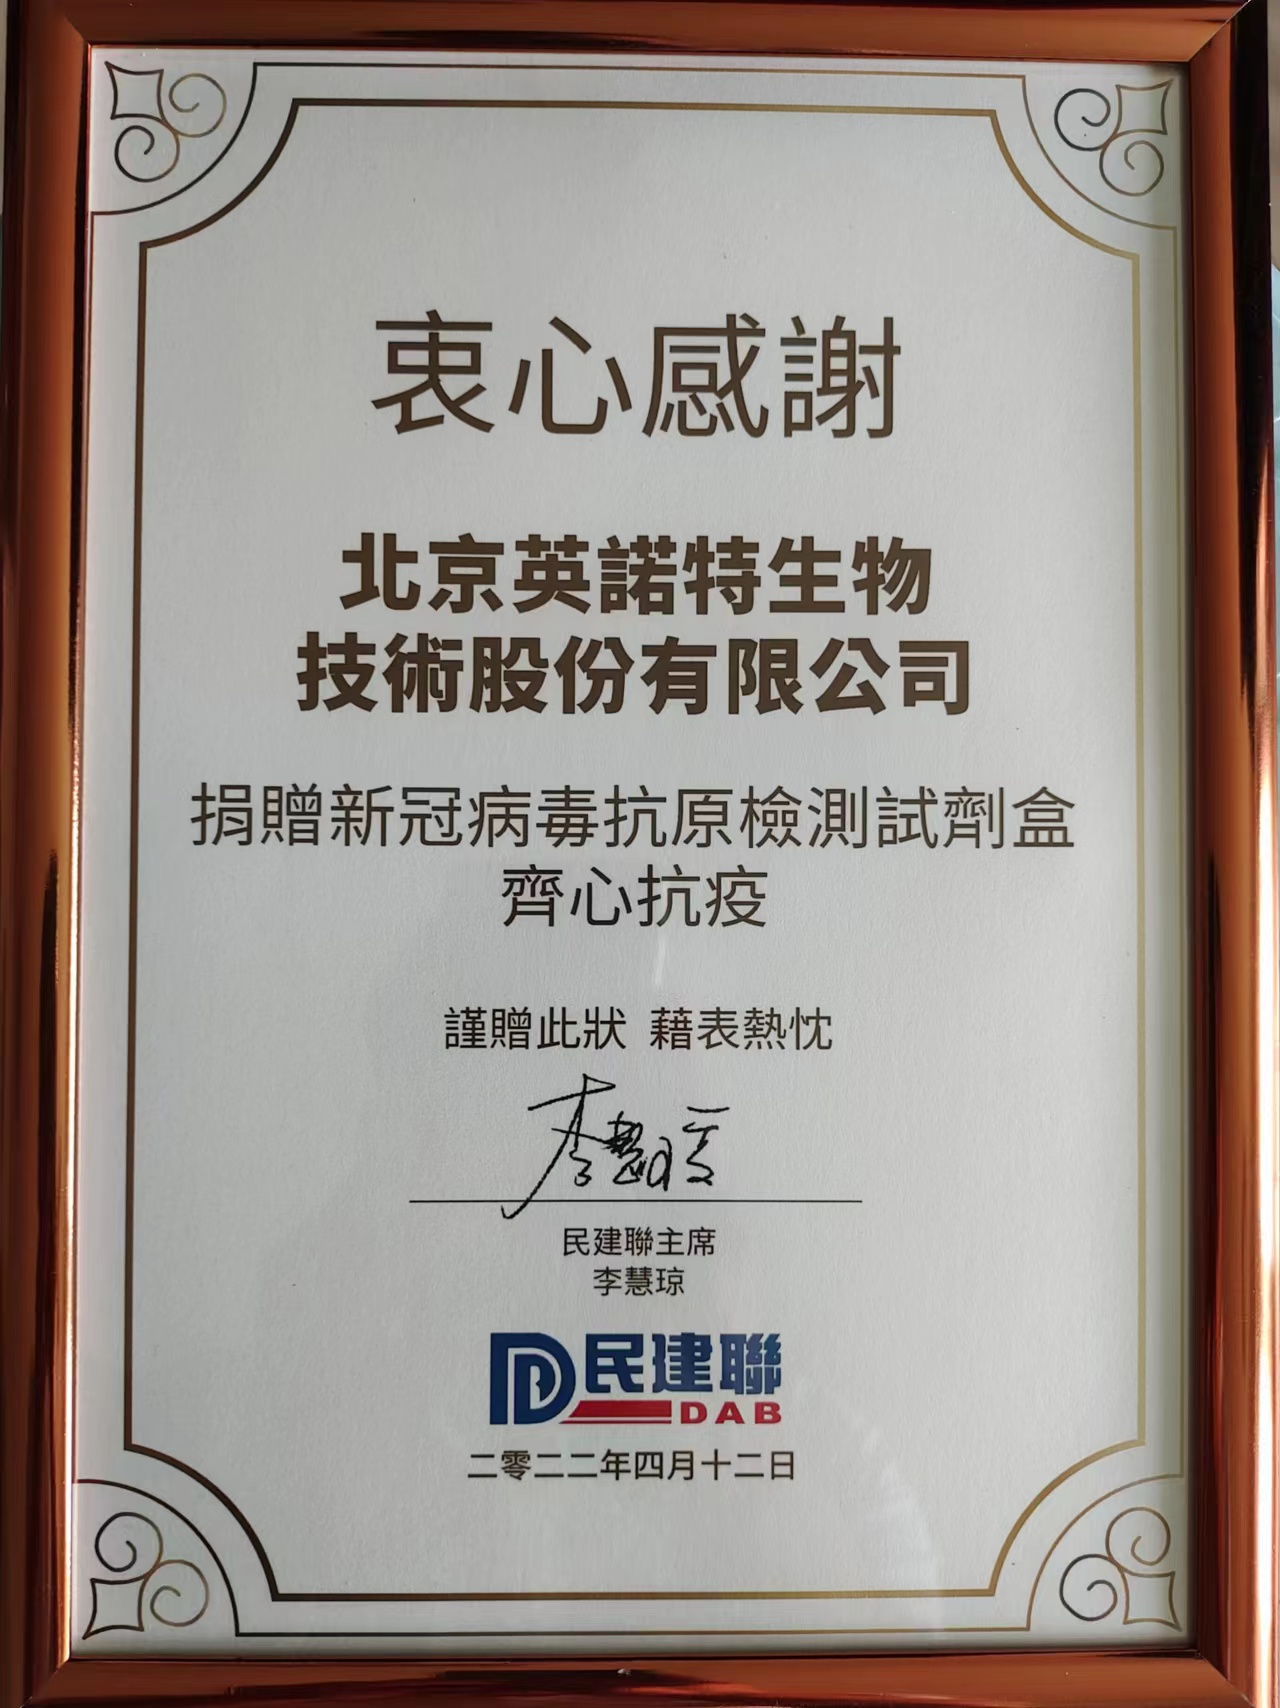 衷心感謝
北京英諾特生物
技術股份有限公司
捐贈新冠病毒抗原檢測試劑盒
齊心抗疫
謹贈此狀 藉表熱忱
李慧琼
民建聯主席
李慧琼
民建聯
DAB
二零二二年四月十二日